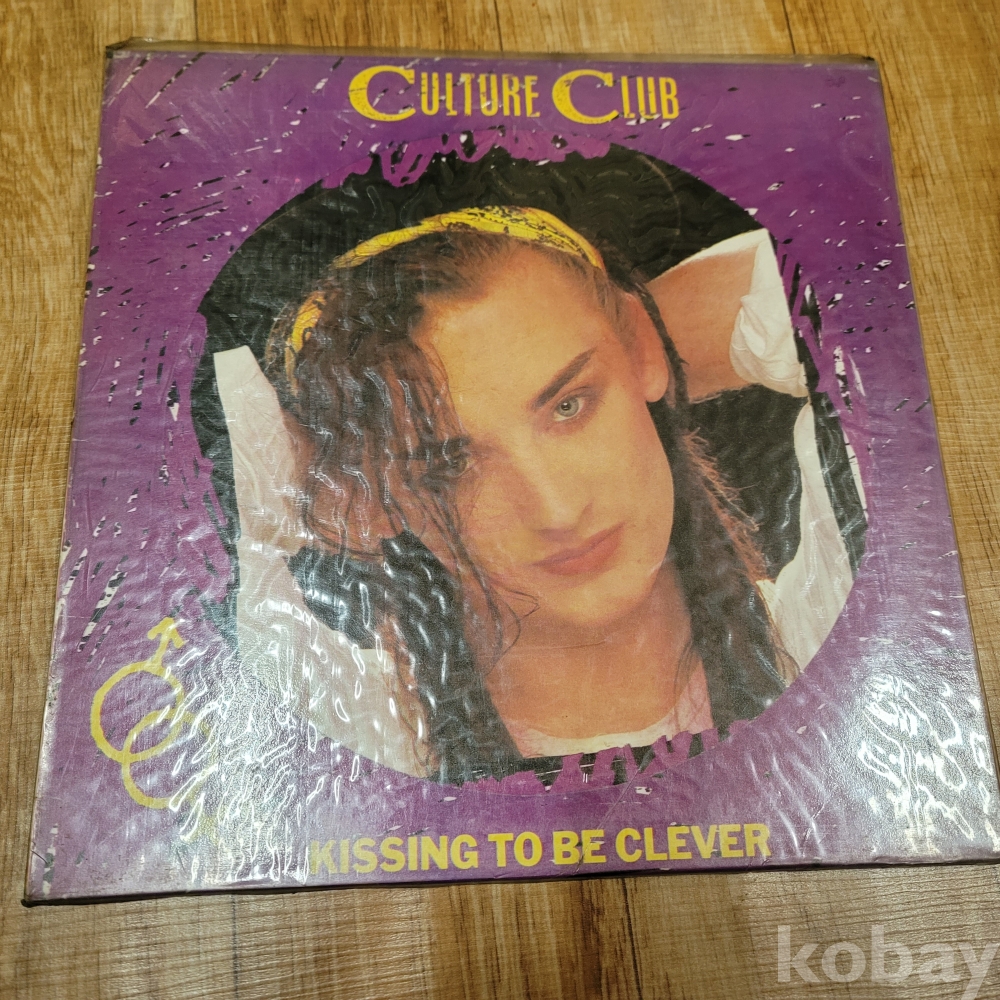 CULTURE CLUB
KISSING TO BE CLEVER
kobay